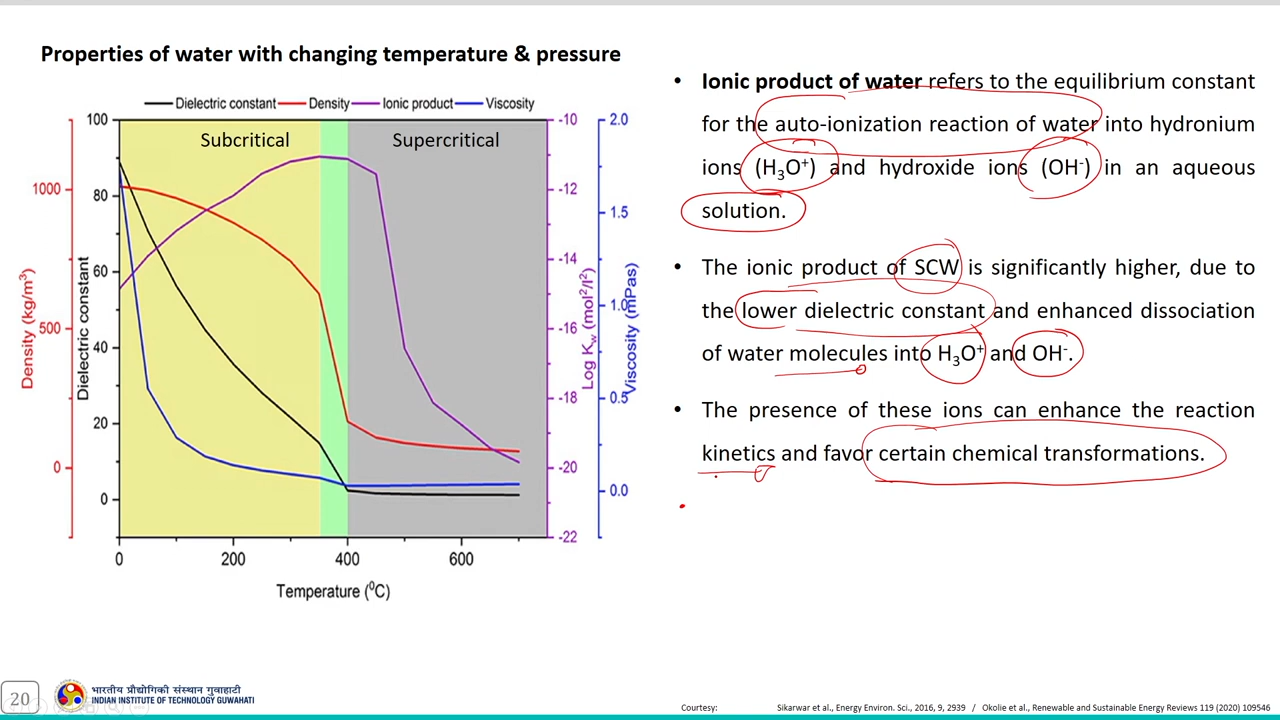 Properties of water with changing temperature & pressure
Dielectric constant Density Ionic product Viscosity
Subcritical Supercritical
100
80
60
40
20
0
1000
500
0
Density (kg/m³)
Dielectric constant
-10
-12
-14
-16
-18
-20
-22
Log K_w (mol²/l²)
2.0
1.5
1.0
0.5
0.0
Viscosity (mPas)
0 200 400 600
Temperature (⁰C)
• Ionic product of water refers to the equilibrium constant
for the auto-ionization reaction of water into hydronium
ions (H₃O⁺) and hydroxide ions (OH⁻) in an aqueous
solution.
• The ionic product of SCW is significantly higher, due to
the lower dielectric constant and enhanced dissociation
of water molecules into H₃O⁺ and OH⁻.
• The presence of these ions can enhance the reaction
kinetics and favor certain chemical transformations.
20
भारतीय प्रौद्योगिकी संस्थान गुवाहाटी
INDIAN INSTITUTE OF TECHNOLOGY GUWAHATI
Courtesy: Sikarwar et al., Energy Environ. Sci., 2016, 9, 2939 / Okolie et al., Renewable and Sustainable Energy Reviews 119 (2020) 109546